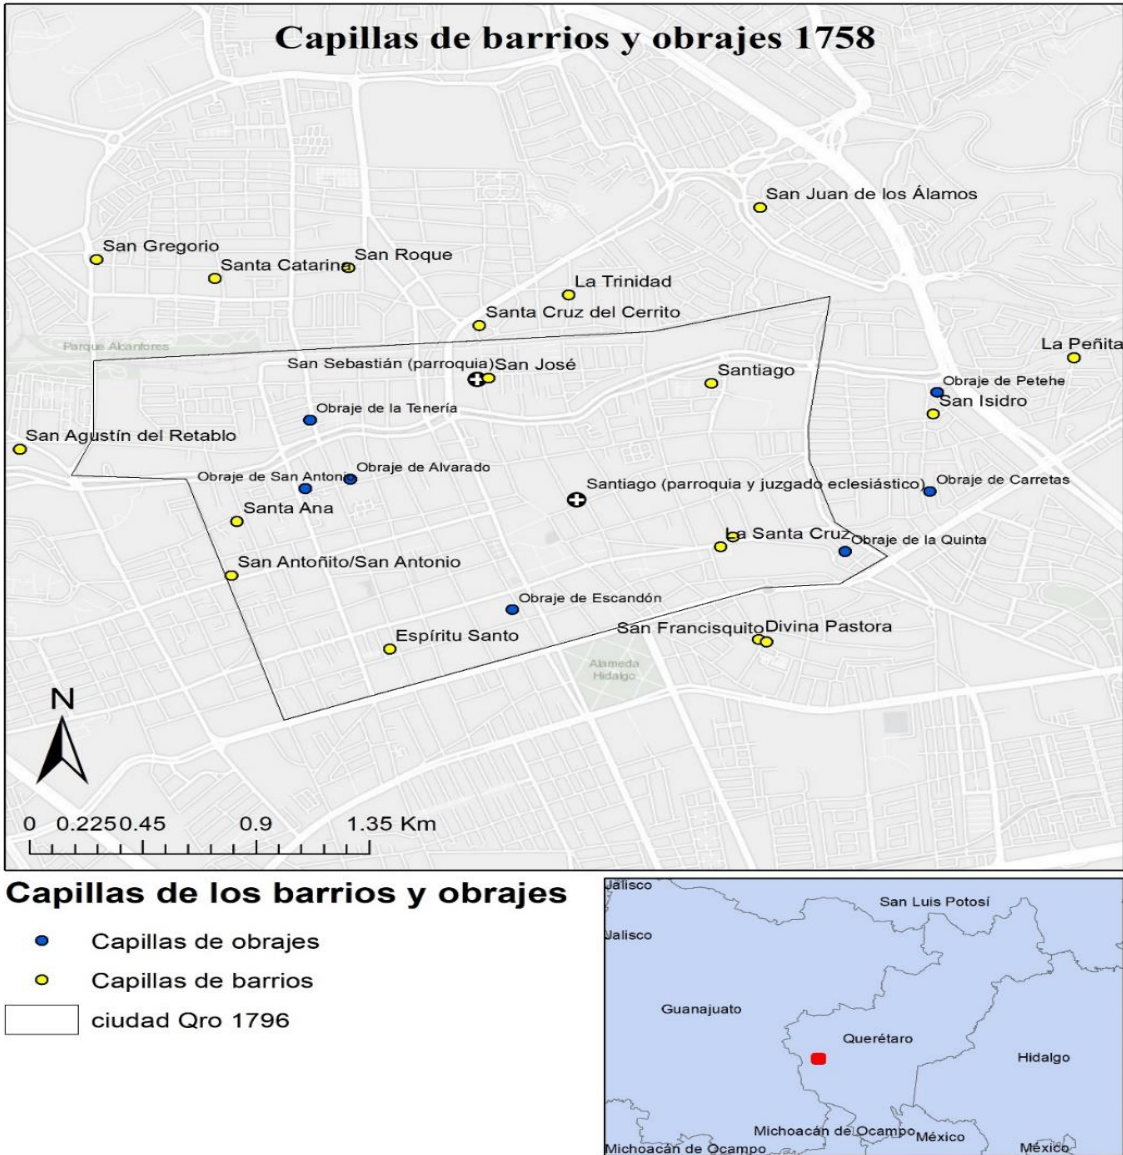 Capillas de barrios y obrajes 1758
San Juan de los Álamos
San Gregorio
San Roque
Santa Catarina
La Trinidad
Santa Cruz del Cerrito
Parque Alcanfores
La Peñita
San Sebastián (parroquia)
San José
Santiago
Obraje de Petehe
San Isidro
Obraje de la Tenería
San Agustín del Retablo
Obraje de San Antonio
Obraje de Alvarado
Santiago (parroquia y juzgado eclesiástico)
Obraje de Carretas
Santa Ana
La Santa Cruz
Obraje de la Quinta
San Antoñito/San Antonio
Obraje de Escandón
San Francisquito
Divina Pastora
Espíritu Santo
Alameda
Hidalgo
N
0 0.225 0.45 0.9 1.35 Km
Capillas de los barrios y obrajes
Capillas de obrajes
Capillas de barrios
ciudad Qro 1796
Jalisco
San Luis Potosí
Jalisco
Guanajuato
Querétaro
Hidalgo
Michoacán de Ocampo
México
Michoacán de Ocampo
México